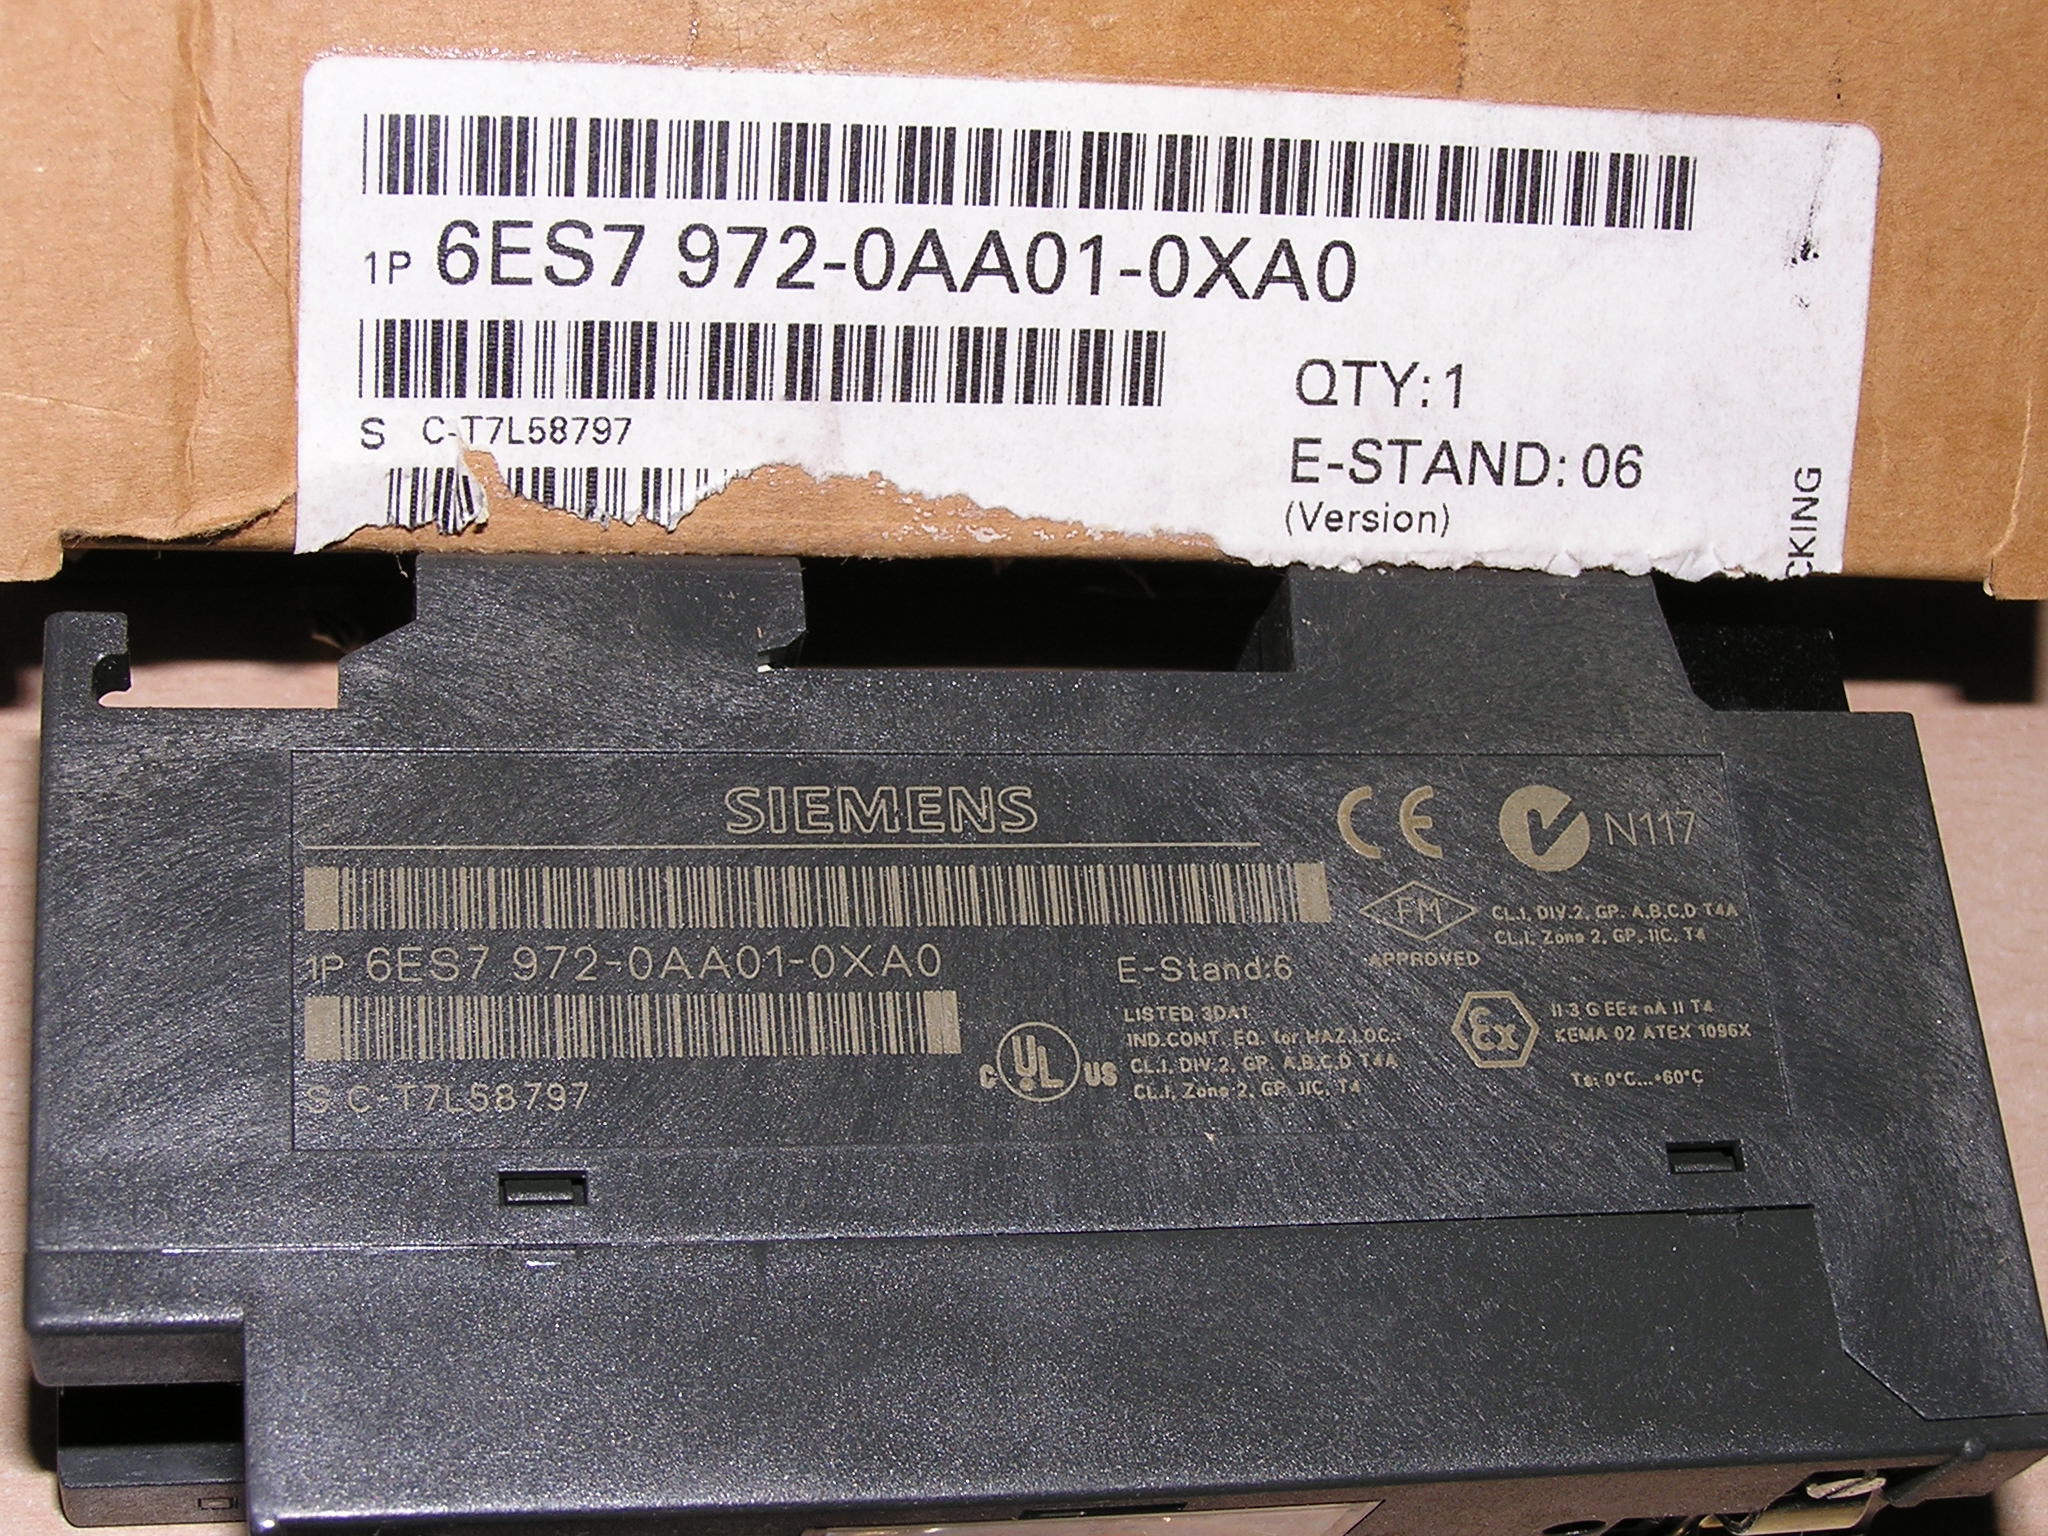 1P 6ES7 972-0AA01-0XA0
S C-T7L58797
QTY: 1
E-STAND: 06
(Version)
CKING
SIEMENS
CE N117
1P 6ES7 972-0AA01-0XA0
E-Stand:6
S C-T7L58797
FM
APPROVED
CL.I, DIV.2, GP. A,B,C,D T4A
CL.I, Zone 2, GP. IIC, T4
C UL US
LISTED 3DA1
IND.CONT. EQ. for HAZ.LOC.:
CL.I, DIV.2, GP. A,B,C,D T4A
CL.I, Zone 2, GP. IIC, T4
Ex
II 3 G EEx nA II T4
KEMA 02 ATEX 1096X
Ta: 0°C...+60°C